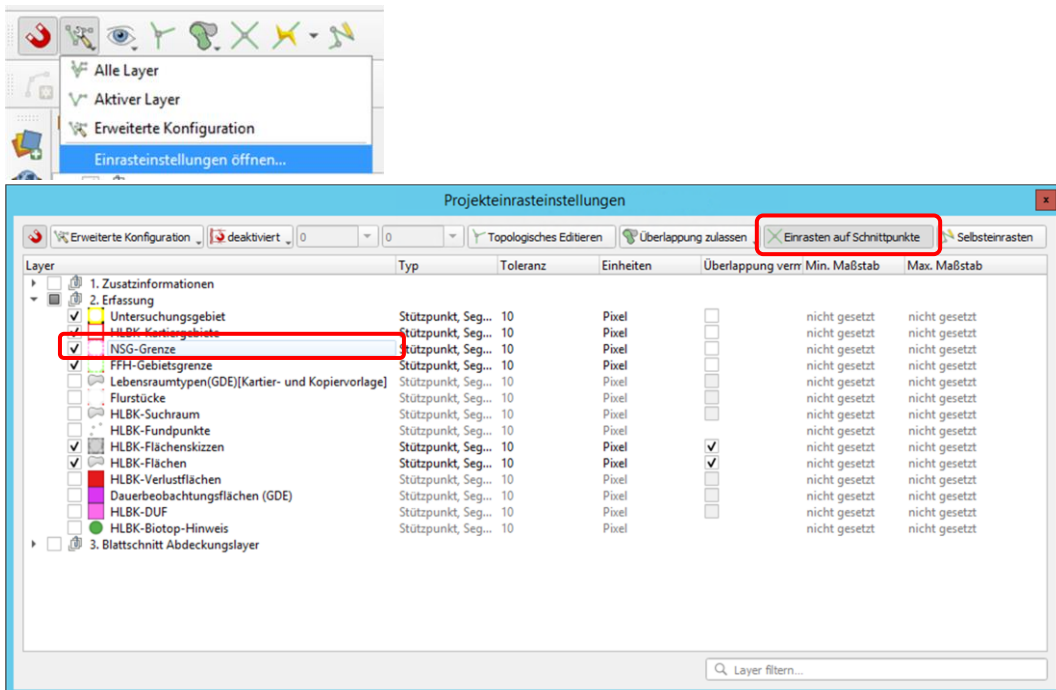 Alle Layer
Aktiver Layer
Erweiterte Konfiguration
Einrasteinstellungen öffnen...
Projekteinrasteinstellungen x
Erweiterte Konfiguration deaktiviert 0 0 Topologisches Editieren Überlappung zulassen Einrasten auf Schnittpunkte Selbsteinrasten
Layer Typ Toleranz Einheiten Überlappung verm Min. Maßstab Max. Maßstab
1. Zusatzinformationen
2. Erfassung
Untersuchungsgebiet Stützpunkt, Seg... 10 Pixel nicht gesetzt nicht gesetzt
HLBK-Kartiergebiete Stützpunkt, Seg... 10 Pixel nicht gesetzt nicht gesetzt
NSG-Grenze Stützpunkt, Seg... 10 Pixel nicht gesetzt nicht gesetzt
FFH-Gebietsgrenze Stützpunkt, Seg... 10 Pixel nicht gesetzt nicht gesetzt
Lebensraumtypen(GDE)[Kartier- und Kopiervorlage] Stützpunkt, Seg... 10 Pixel nicht gesetzt nicht gesetzt
Flurstücke Stützpunkt, Seg... 10 Pixel nicht gesetzt nicht gesetzt
HLBK-Suchraum Stützpunkt, Seg... 10 Pixel nicht gesetzt nicht gesetzt
HLBK-Fundpunkte Stützpunkt, Seg... 10 Pixel nicht gesetzt nicht gesetzt
HLBK-Flächenskizzen Stützpunkt, Seg... 10 Pixel nicht gesetzt nicht gesetzt
HLBK-Flächen Stützpunkt, Seg... 10 Pixel nicht gesetzt nicht gesetzt
HLBK-Verlustflächen Stützpunkt, Seg... 10 Pixel nicht gesetzt nicht gesetzt
Dauerbeobachtungsflächen (GDE) Stützpunkt, Seg... 10 Pixel nicht gesetzt nicht gesetzt
HLBK-DUF Stützpunkt, Seg... 10 Pixel nicht gesetzt nicht gesetzt
HLBK-Biotop-Hinweis Stützpunkt, Seg... 10 Pixel nicht gesetzt nicht gesetzt
3. Blattschnitt Abdeckungslayer
Layer filtern...